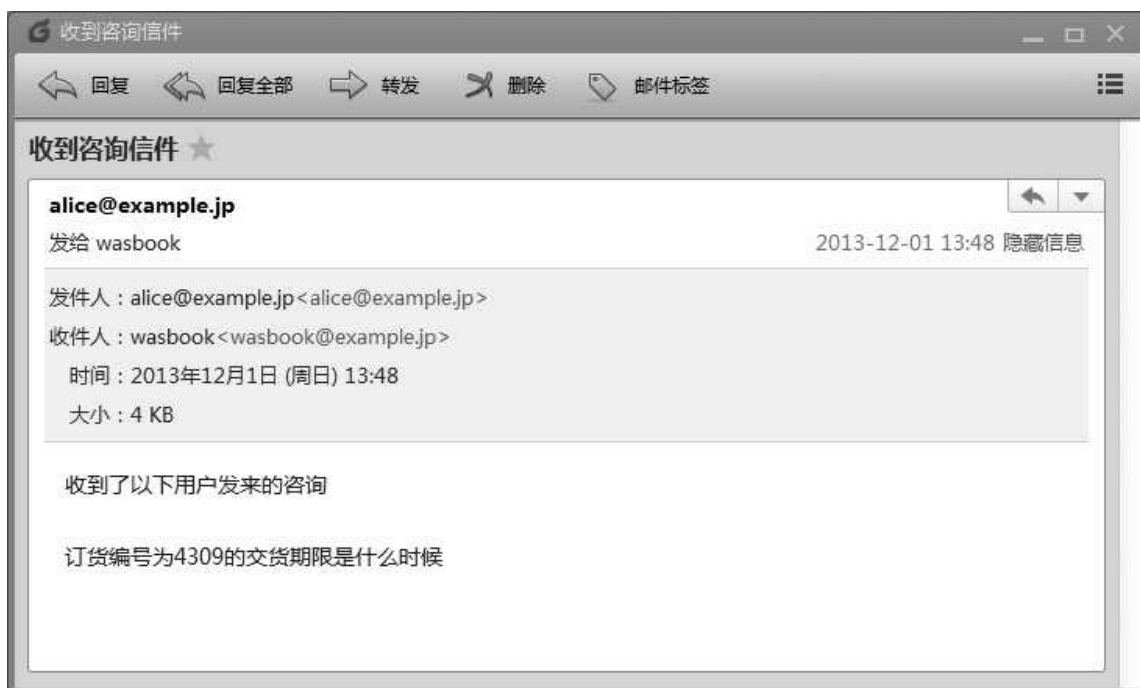 收到咨询信件
回复 回复全部 转发 删除 邮件标签
收到咨询信件
alice@example.jp
发给 wasbook 2013-12-01 13:48 隐藏信息
发件人：alice@example.jp<alice@example.jp>
收件人：wasbook<wasbook@example.jp>
时间：2013年12月1日 (周日) 13:48
大小：4 KB
收到了以下用户发来的咨询
订货编号为4309的交货期限是什么时候